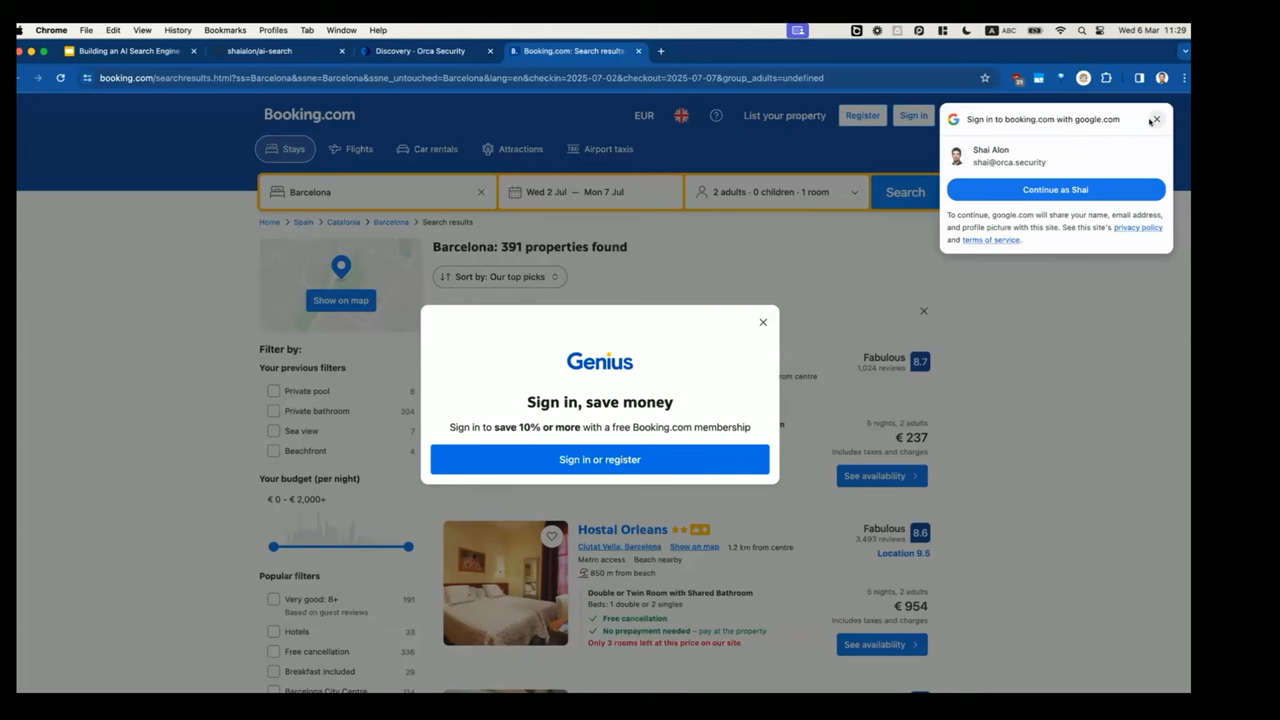 Chrome File Edit View History Bookmarks Profiles Tab Window Help
A ABC
Wed 6 Mar 11:29
Building an AI Search Engine
shaialon/ai-search
Discovery - Orca Security
B. Booking.com: Search results
booking.com/searchresults.html?ss=Barcelona&ssne=Barcelona&ssne_untouched=Barcelona&lang=en&checkin=2025-07-02&checkout=2025-07-07&group_adults=undefined
Booking.com
EUR
List your property
Register
Sign in
Stays
Flights
Car rentals
Attractions
Airport taxis
Barcelona
Wed 2 Jul — Mon 7 Jul
2 adults · 0 children · 1 room
Search
Sign in to booking.com with google.com
Shai Alon
shai@orca.security
Continue as Shai
To continue, google.com will share your name, email address,
and profile picture with this site. See this site's privacy policy
and terms of service.
Home > Spain > Catalonia > Barcelona > Search results
Show on map
Barcelona: 391 properties found
Sort by: Our top picks
Filter by:
Your previous filters
Private pool 6
Private bathroom 304
Sea view 7
Beachfront 4
Your budget (per night)
€ 0 – € 2,000+
Popular filters
Very good: 8+ 191
Based on guest reviews
Hotels 33
Free cancellation 336
Breakfast included 29
Barcelona City Centre 114
Genius
Sign in, save money
Sign in to save 10% or more with a free Booking.com membership
Sign in or register
Fabulous 8.7
1,024 reviews
from centre
5 nights, 2 adults
€ 237
Includes taxes and charges
See availability
Hostal Orleans
Ciutat Vella, Barcelona Show on map 1.2 km from centre
Metro access Beach nearby
850 m from beach
Double or Twin Room with Shared Bathroom
Beds: 1 double or 2 singles
Free cancellation
No prepayment needed – pay at the property
Only 3 rooms left at this price on our site
Fabulous 8.6
3,493 reviews
Location 9.5
5 nights, 2 adults
€ 954
Includes taxes and charges
See availability